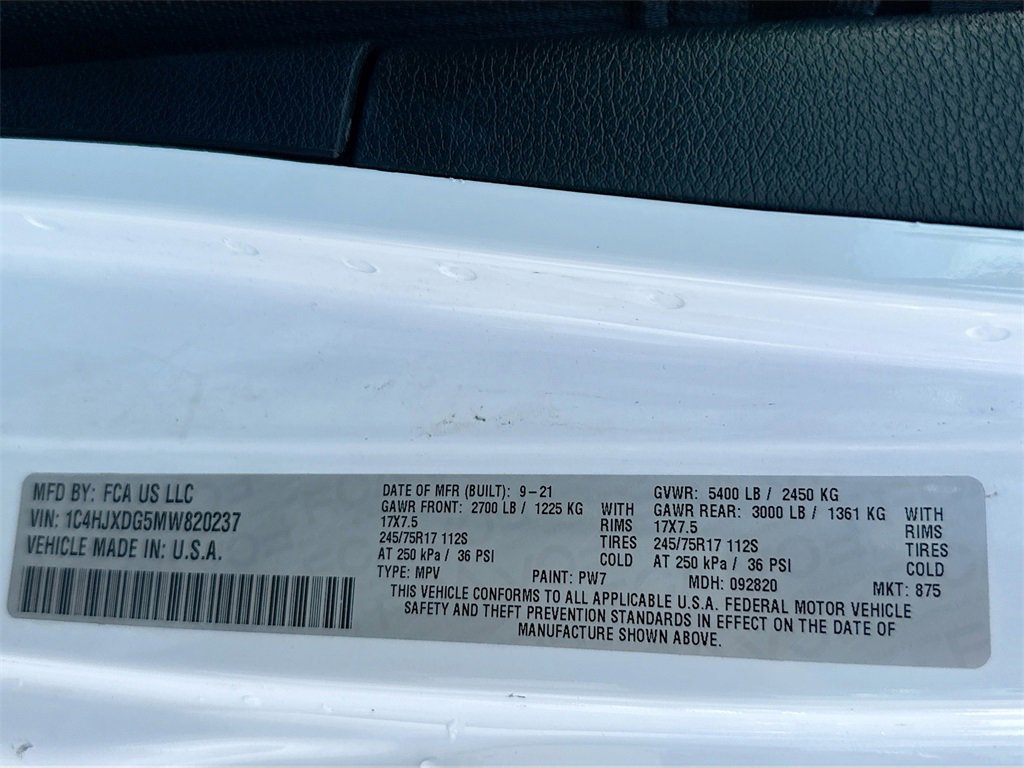 MFD BY: FCA US LLC
VIN: 1C4HJXDG5MW820237
VEHICLE MADE IN: U.S.A.
DATE OF MFR (BUILT): 9-21
GVWR: 5400 LB / 2450 KG
GAWR FRONT: 2700 LB / 1225 KG WITH
17X7.5 RIMS
245/75R17 112S TIRES
AT 250 kPa / 36 PSI COLD
GAWR REAR: 3000 LB / 1361 KG WITH
17X7.5 RIMS
245/75R17 112S TIRES
AT 250 kPa / 36 PSI COLD
TYPE: MPV PAINT: PW7 MDH: 092820 MKT: 875
THIS VEHICLE CONFORMS TO ALL APPLICABLE U.S.A. FEDERAL MOTOR VEHICLE
SAFETY AND THEFT PREVENTION STANDARDS IN EFFECT ON THE DATE OF
MANUFACTURE SHOWN ABOVE.